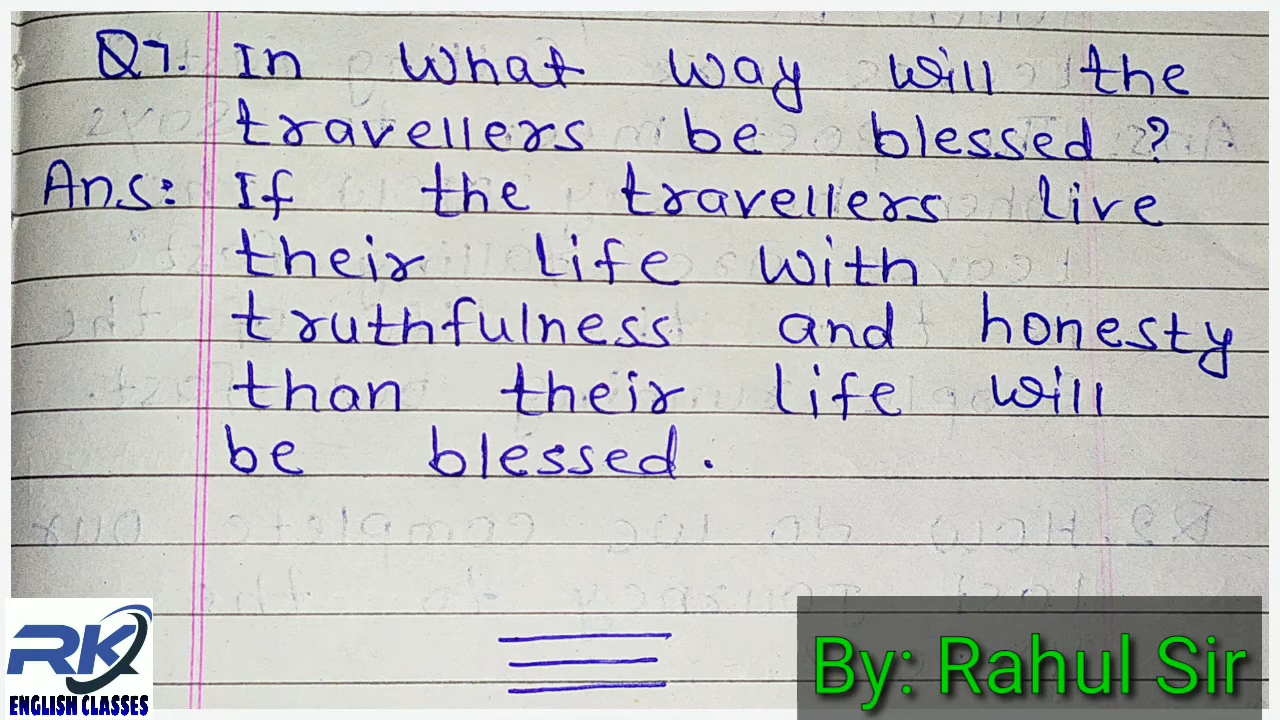 Q7. In what way will the
travellers be blessed?
Ans: If the travellers live
their life with
truthfulness and honesty
than their life will
be blessed.
RK
ENGLISH CLASSES
By: Rahul Sir